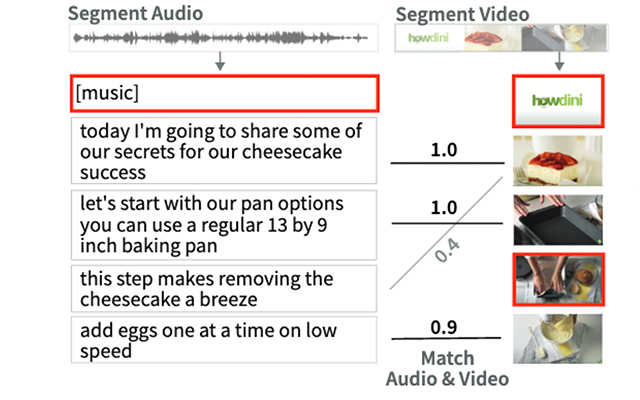 Segment Audio
Segment Video
howdini
[music]
howdini
today I'm going to share some of
our secrets for our cheesecake
success
1.0
let's start with our pan options
you can use a regular 13 by 9
inch baking pan
1.0
0.4
this step makes removing the
cheesecake a breeze
add eggs one at a time on low
speed
0.9
Match
Audio & Video